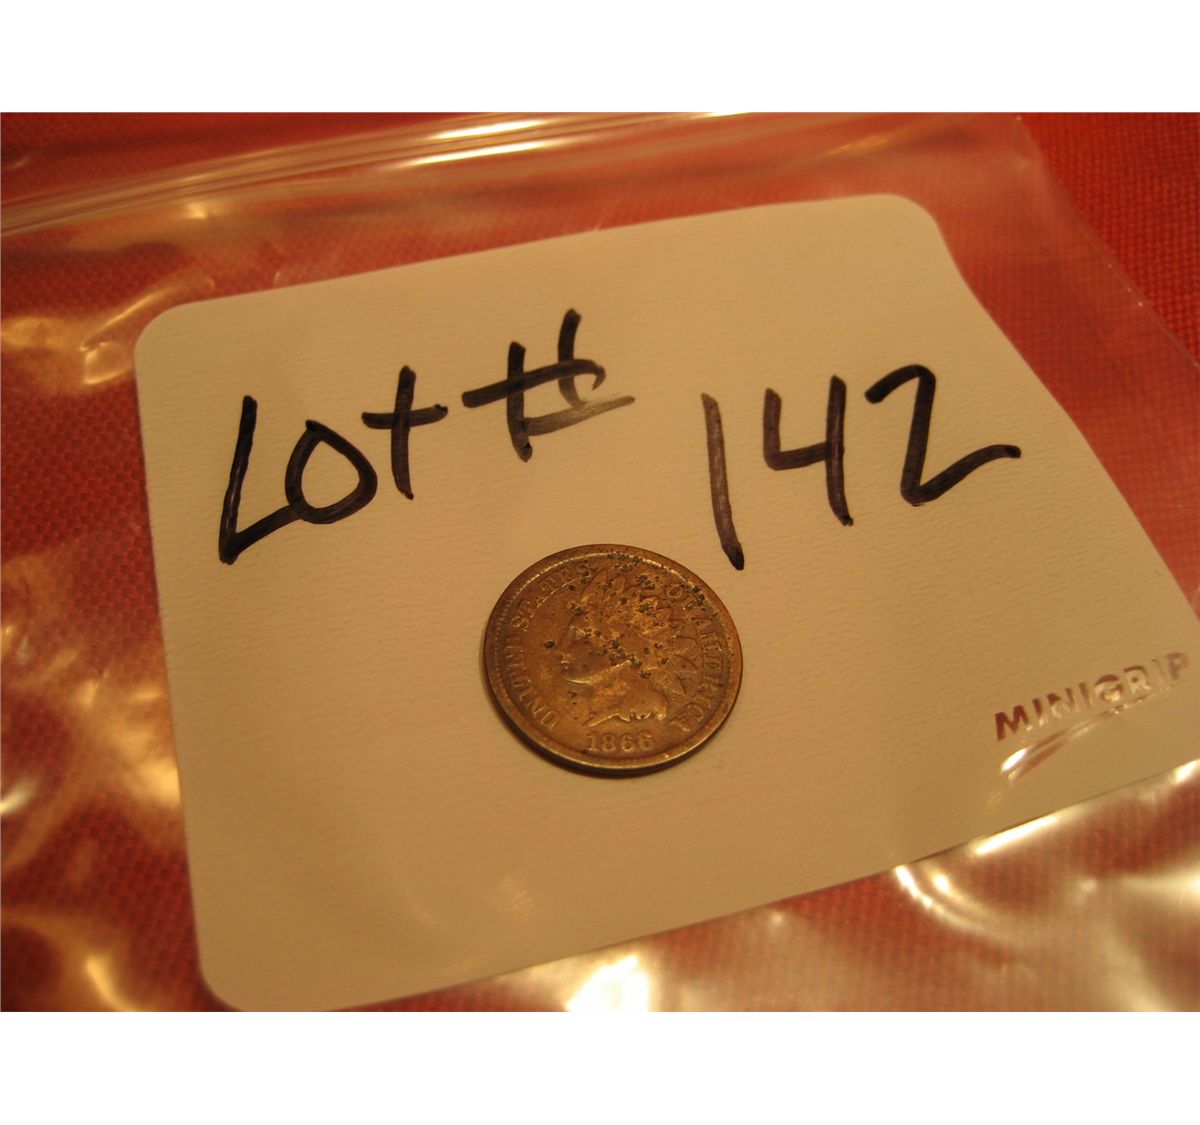 Lot # 142
UNITED STATES OF AMERICA
1866
MINIGRIP